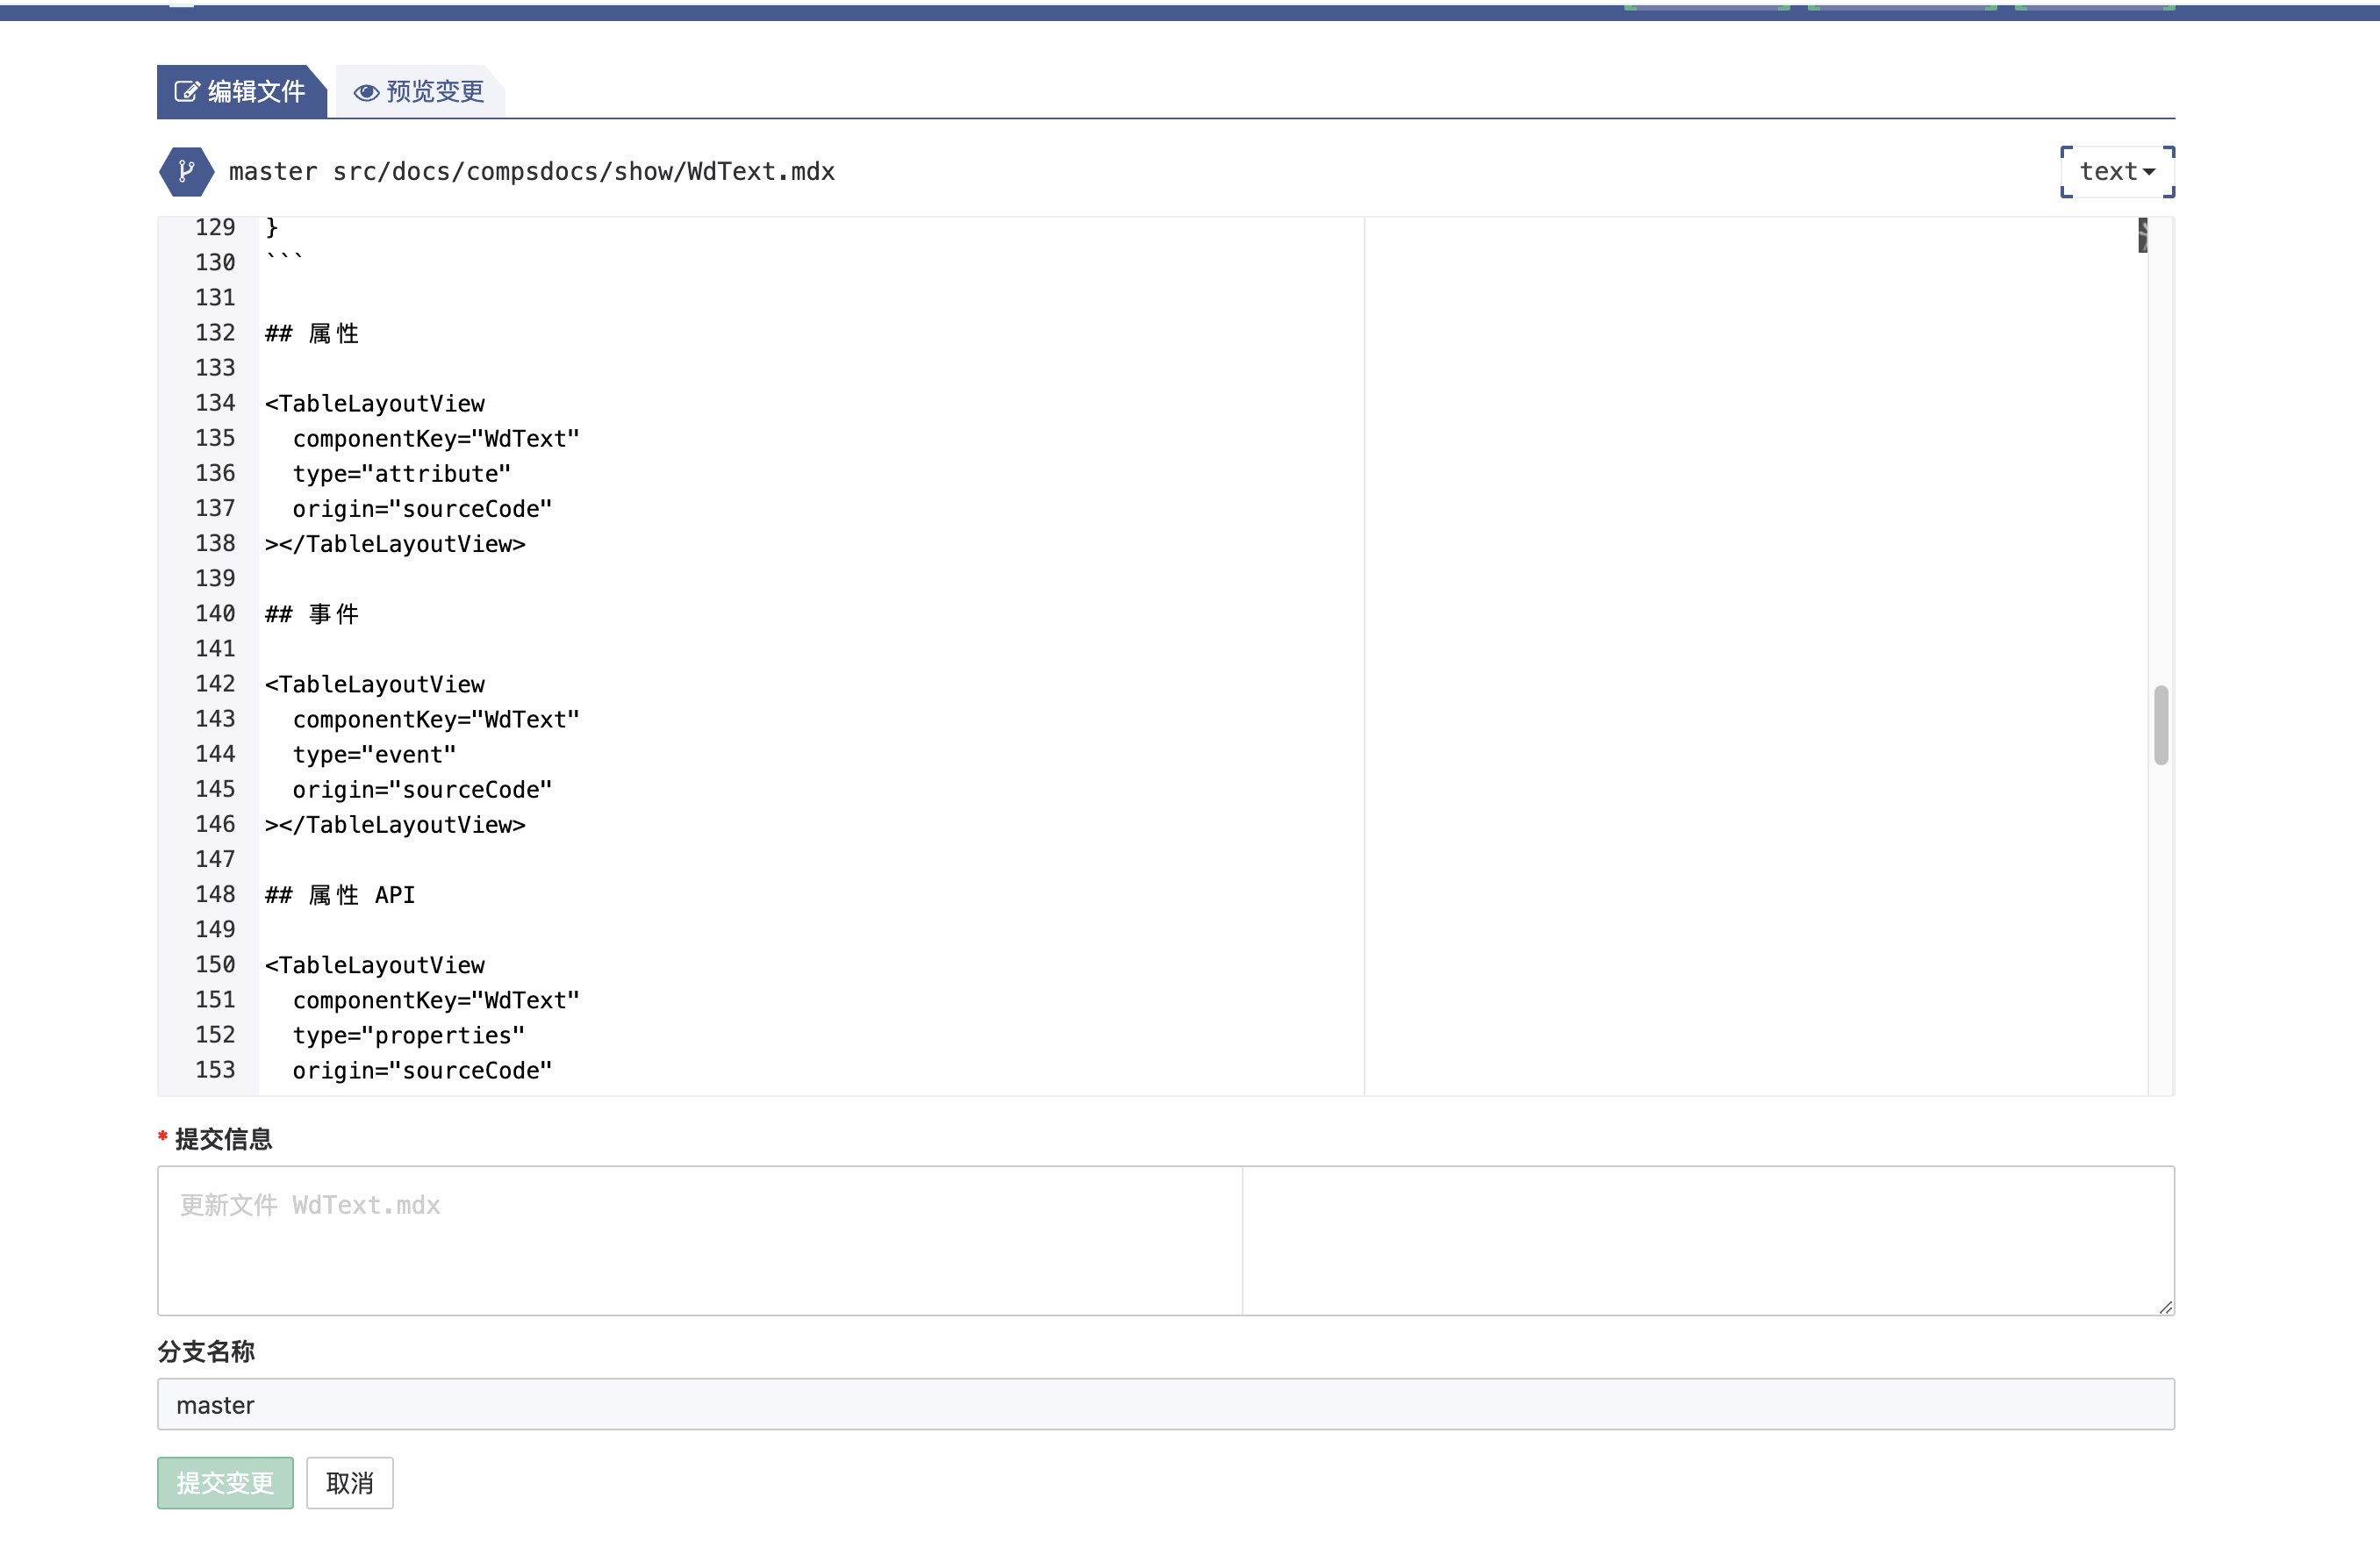 编辑文件 预览变更
master src/docs/compsdocs/show/WdText.mdx text
129 }
130 ```
131
132 ## 属性
133
134 <TableLayoutView
135   componentKey="WdText"
136   type="attribute"
137   origin="sourceCode"
138 ></TableLayoutView>
139
140 ## 事件
141
142 <TableLayoutView
143   componentKey="WdText"
144   type="event"
145   origin="sourceCode"
146 ></TableLayoutView>
147
148 ## 属性 API
149
150 <TableLayoutView
151   componentKey="WdText"
152   type="properties"
153   origin="sourceCode"
* 提交信息
更新文件 WdText.mdx
分支名称
master
提交变更 取消